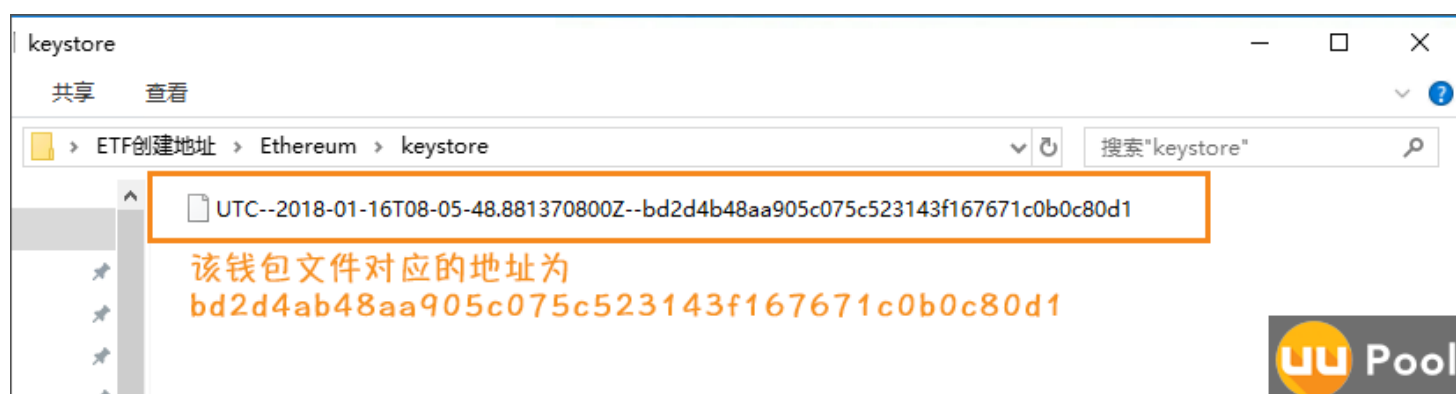 keystore
共享 查看
ETF创建地址 > Ethereum > keystore 搜索"keystore"
UTC--2018-01-16T08-05-48.881370800Z--bd2d4b48aa905c075c523143f167671c0b0c80d1
该钱包文件对应的地址为
bd2d4ab48aa905c075c523143f167671c0b0c80d1
uu Pool